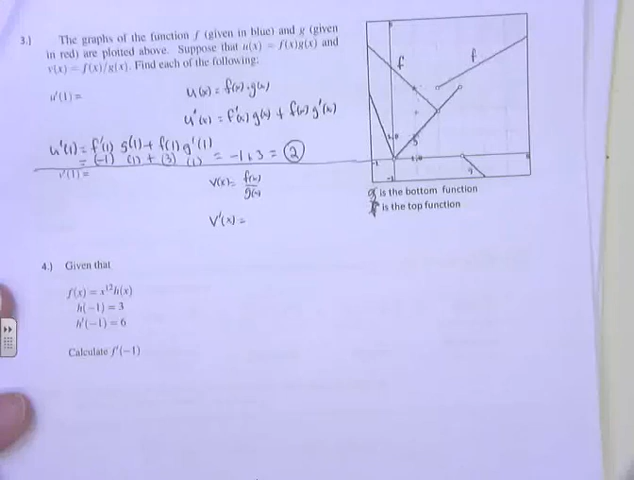 3.) The graphs of the function f (given in blue) and g (given
in red) are plotted above. Suppose that u(x) = f(x)g(x) and
v(x) = f(x)/g(x). Find each of the following:
u'(1) =
u(x) = f(x)·g(x)
u'(x) = f'(x) g(x) + f(x) g'(x)
u'(1) = f'(1) g(1) + f(1) g'(1)
= (-1) (1) + (3) (1) = -1+3 = 2
v'(1) =
v(x) = f(x)/g(x)
v'(x) =
f
f
g
g is the bottom function
f is the top function
4.) Given that
f(x) = x^12 h(x)
h(-1) = 3
h'(-1) = 6
Calculate f'(-1)